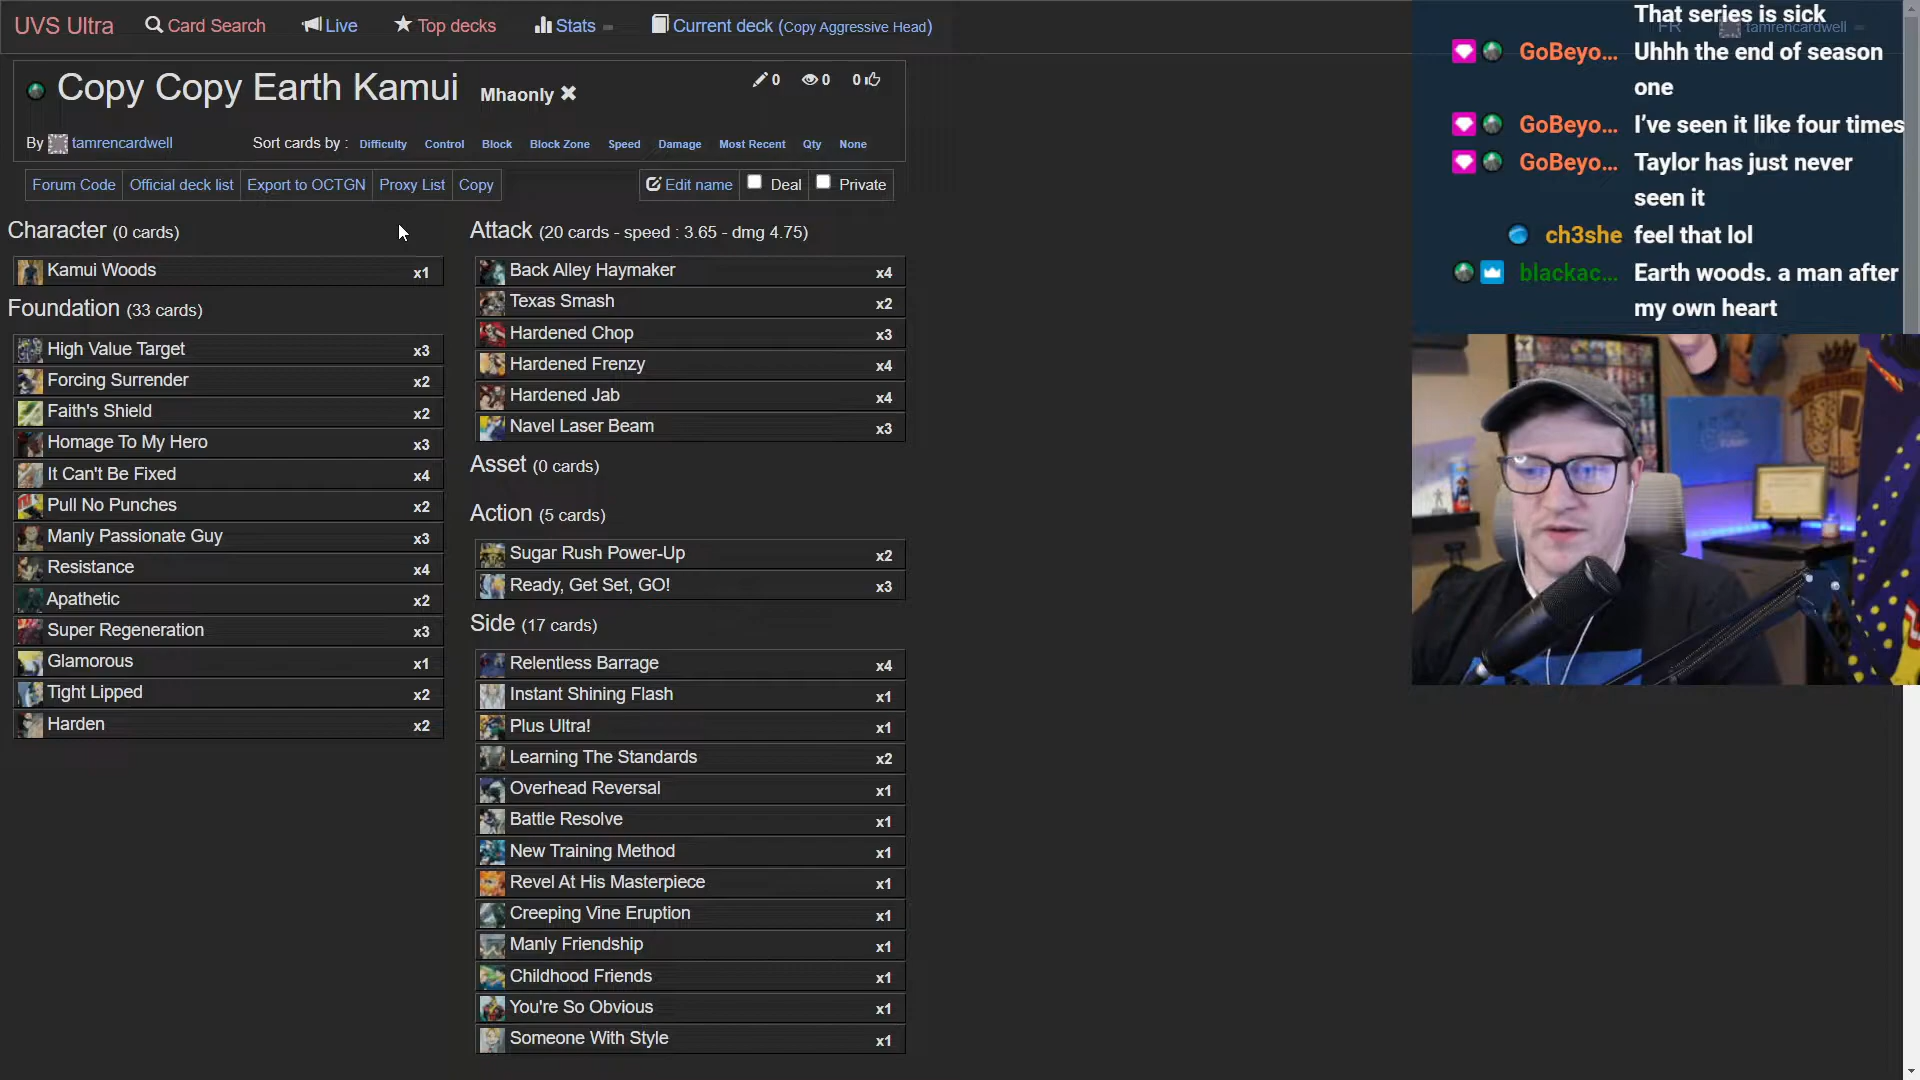 UVS Ultra
Card Search
Live
Top decks
Stats
Current deck (Copy Aggressive Head)
FR
tamrencardwell
Copy Copy Earth Kamui
Mhaonly
0
0
0
By tamrencardwell
Sort cards by :
Difficulty
Control
Block
Block Zone
Speed
Damage
Most Recent
Qty
None
Forum Code
Official deck list
Export to OCTGN
Proxy List
Copy
Edit name
Deal
Private
Character (0 cards)
Kamui Woods x1
Foundation (33 cards)
High Value Target x3
Forcing Surrender x2
Faith's Shield x2
Homage To My Hero x3
It Can't Be Fixed x4
Pull No Punches x2
Manly Passionate Guy x3
Resistance x4
Apathetic x2
Super Regeneration x3
Glamorous x1
Tight Lipped x2
Harden x2
Attack (20 cards - speed : 3.65 - dmg 4.75)
Back Alley Haymaker x4
Texas Smash x2
Hardened Chop x3
Hardened Frenzy x4
Hardened Jab x4
Navel Laser Beam x3
Asset (0 cards)
Action (5 cards)
Sugar Rush Power-Up x2
Ready, Get Set, GO! x3
Side (17 cards)
Relentless Barrage x4
Instant Shining Flash x1
Plus Ultra! x1
Learning The Standards x2
Overhead Reversal x1
Battle Resolve x1
New Training Method x1
Revel At His Masterpiece x1
Creeping Vine Eruption x1
Manly Friendship x1
Childhood Friends x1
You're So Obvious x1
Someone With Style x1
That series is sick
GoBeyo... Uhhh the end of season
one
GoBeyo... I've seen it like four times
GoBeyo... Taylor has just never
seen it
ch3she feel that lol
blackac... Earth woods. a man after
my own heart